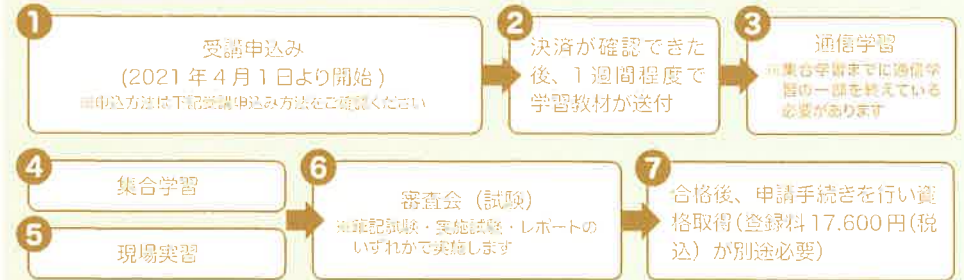 1
受講申込み
(2021年4月1日より開始)
※申込方法は下記受講申込み方法をご確認ください
2
決済が確認できた
後、1週間程度で
学習教材が送付
3
通信学習
※集合学習までに通信学
習の一部を終えている
必要があります
4
集合学習
5
現場実習
6
審査会（試験）
※筆記試験・実施試験・レポートの
いずれかで実施します
7
合格後、申請手続きを行い資
格取得(登録料17,600円(税
込）が別途必要)